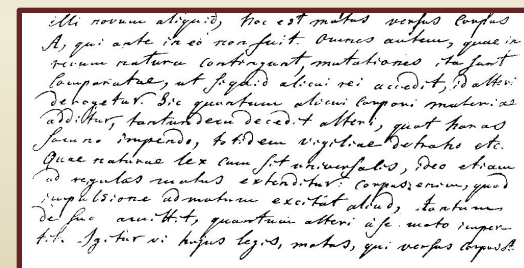 illi novum aliquid, hoc est motus versus corpus
A, qui ante in eo non fuit. Omnes autem, quae in
rerum natura contingunt, mutationes ita sunt
comparatae, ut siquid alicui rei accedit, id alteri
derogetur. Sic quantum alicui corpori materiae
additur, tantundem decedit alteri, quot horas
somno impendo, totidem vigiliae detraho etc.
Quae naturae lex cum sit universalis, ideo etiam
ad regulas motus extenditur: corpus enim, quod
impulsione ad motum excitat aliud, tantum
de suo amittit, quantum alteri a se moto imper-
tit. Igitur vi hujus legis, motus, qui versus corpus